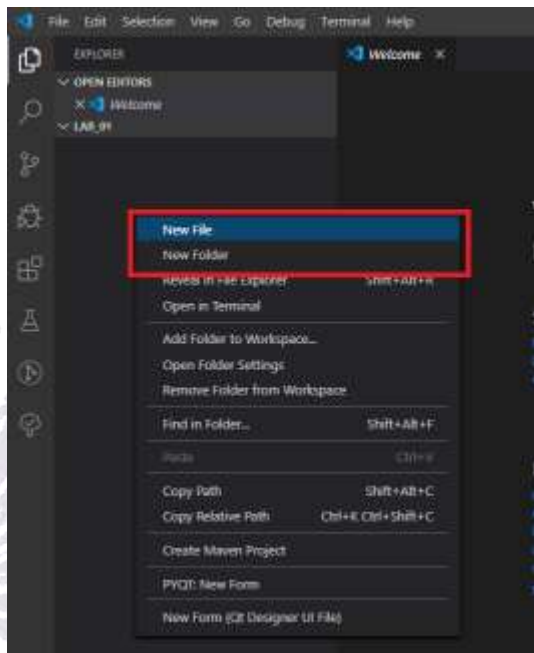 File Edit Selection View Go Debug Terminal Help
EXPLORER
Welcome ×
OPEN EDITORS
× Welcome
LAB_01
New File
New Folder
Reveal in File Explorer Shift+Alt+R
Open in Terminal
Add Folder to Workspace...
Open Folder Settings
Remove Folder from Workspace
Find in Folder... Shift+Alt+F
Paste Ctrl+V
Copy Path Shift+Alt+C
Copy Relative Path Ctrl+K Ctrl+Shift+C
Create Maven Project
PYQT: New Form
New Form (Qt Designer UI File)